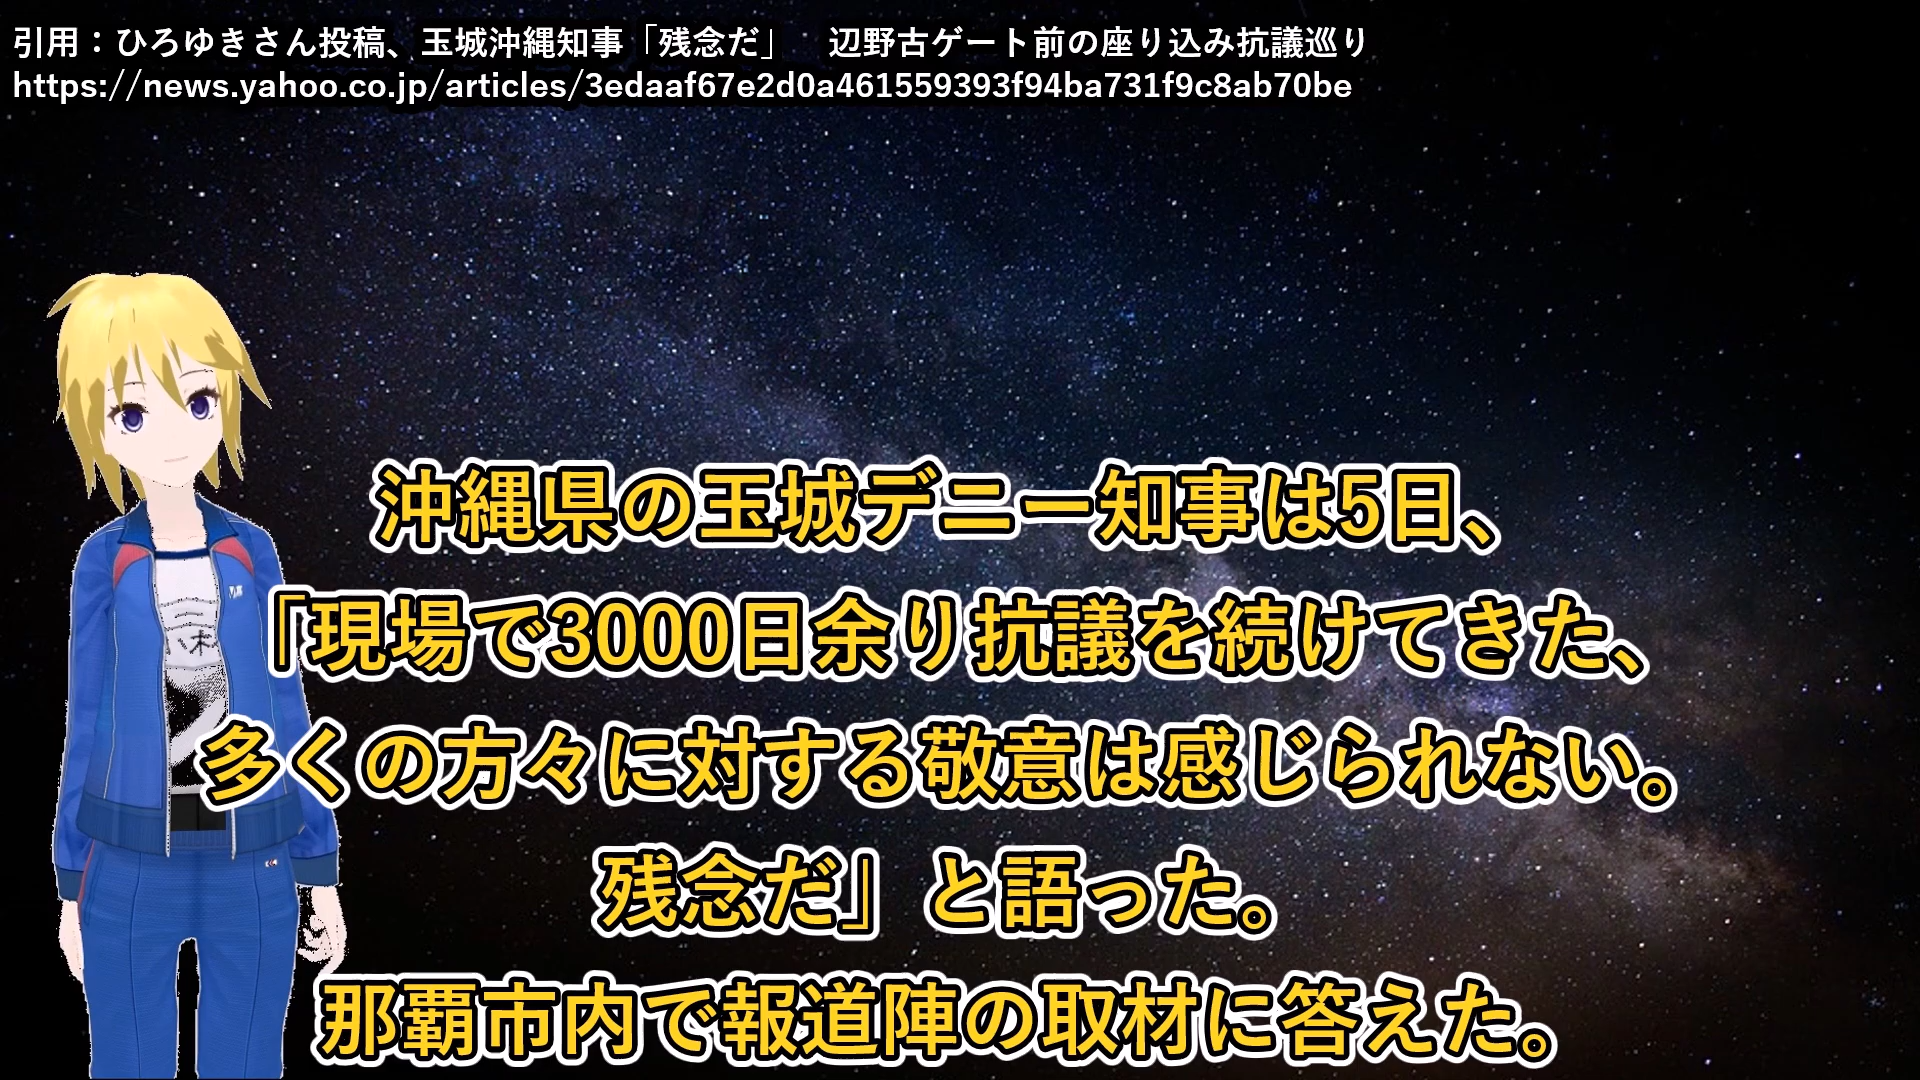 引用：ひろゆきさん投稿、玉城沖縄知事「残念だ」　辺野古ゲート前の座り込み抗議巡り
https://news.yahoo.co.jp/articles/3edaaf67e2d0a461559393f94ba731f9c8ab70be
沖縄県の玉城デニー知事は5日、
「現場で3000日余り抗議を続けてきた、
多くの方々に対する敬意は感じられない。
残念だ」と語った。
那覇市内で報道陣の取材に答えた。